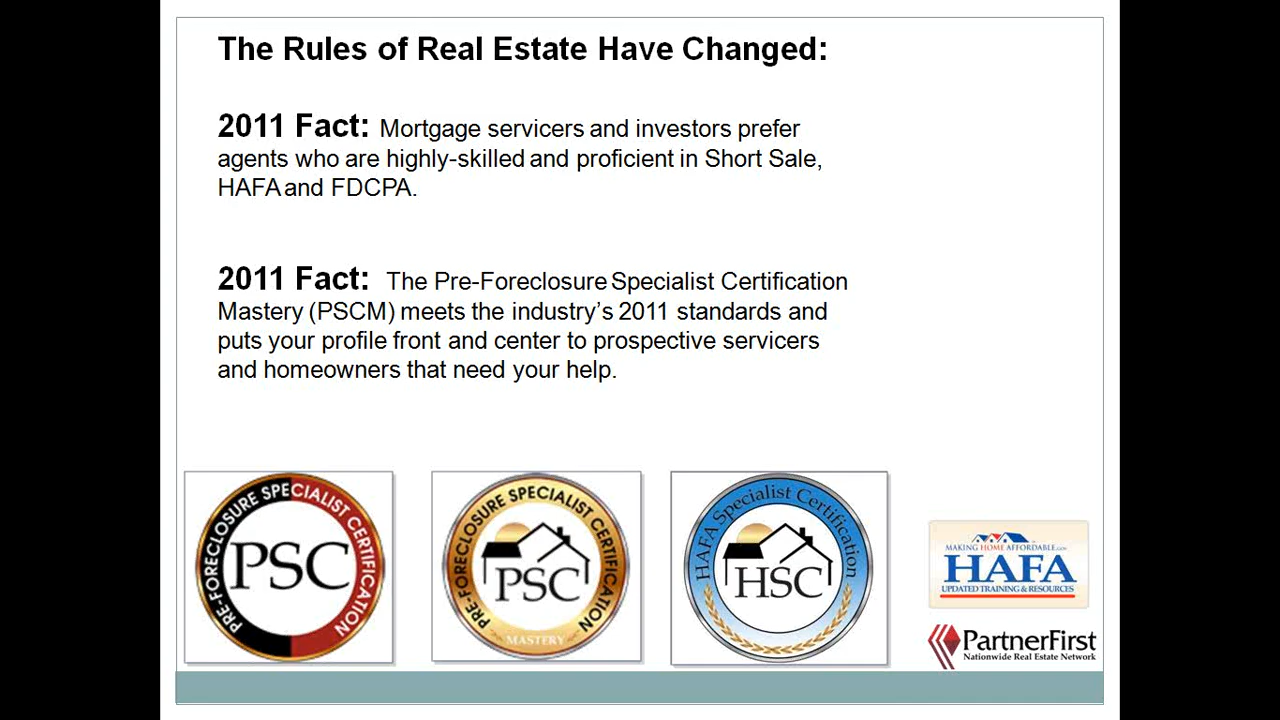 The Rules of Real Estate Have Changed:
2011 Fact: Mortgage servicers and investors prefer
agents who are highly-skilled and proficient in Short Sale,
HAFA and FDCPA.
2011 Fact: The Pre-Foreclosure Specialist Certification
Mastery (PSCM) meets the industry’s 2011 standards and
puts your profile front and center to prospective servicers
and homeowners that need your help.
PRE-FORECLOSURE SPECIALIST CERTIFICATION
PSC
PRE-FORECLOSURE SPECIALIST CERTIFICATION
PSC
MASTERY
HAFA Specialist Certification
HSC
MAKING HOME AFFORDABLE.GOV
HAFA
UPDATED TRAINING & RESOURCES
PartnerFirst
Nationwide Real Estate Network